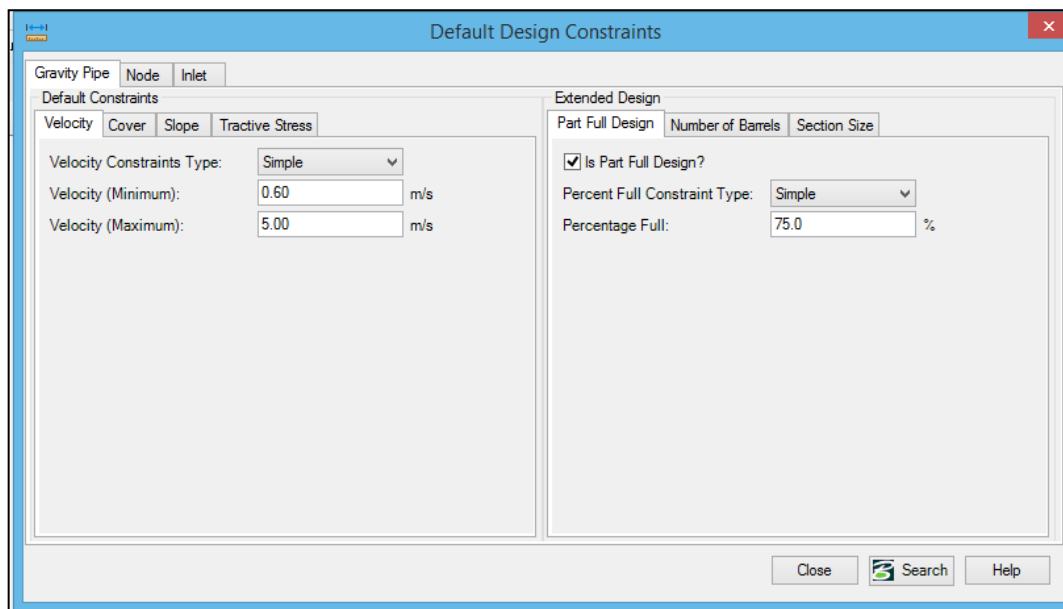 Default Design Constraints
Gravity Pipe Node Inlet
Default Constraints
Velocity Cover Slope Tractive Stress
Velocity Constraints Type: Simple
Velocity (Minimum): 0.60 m/s
Velocity (Maximum): 5.00 m/s
Extended Design
Part Full Design Number of Barrels Section Size
Is Part Full Design?
Percent Full Constraint Type: Simple
Percentage Full: 75.0 %
Close Search Help